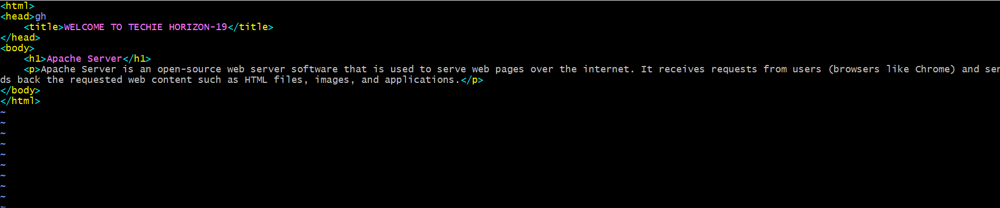 <html>
<head>gh
    <title>WELCOME TO TECHIE HORIZON-19</title>
</head>
<body>
    <h1>Apache Server</h1>
    <p>Apache Server is an open-source web server software that is used to serve web pages over the internet. It receives requests from users (browsers like Chrome) and sen
ds back the requested web content such as HTML files, images, and applications.</p>
</body>
</html>
~
~
~
~
~
~
~
~
~
~